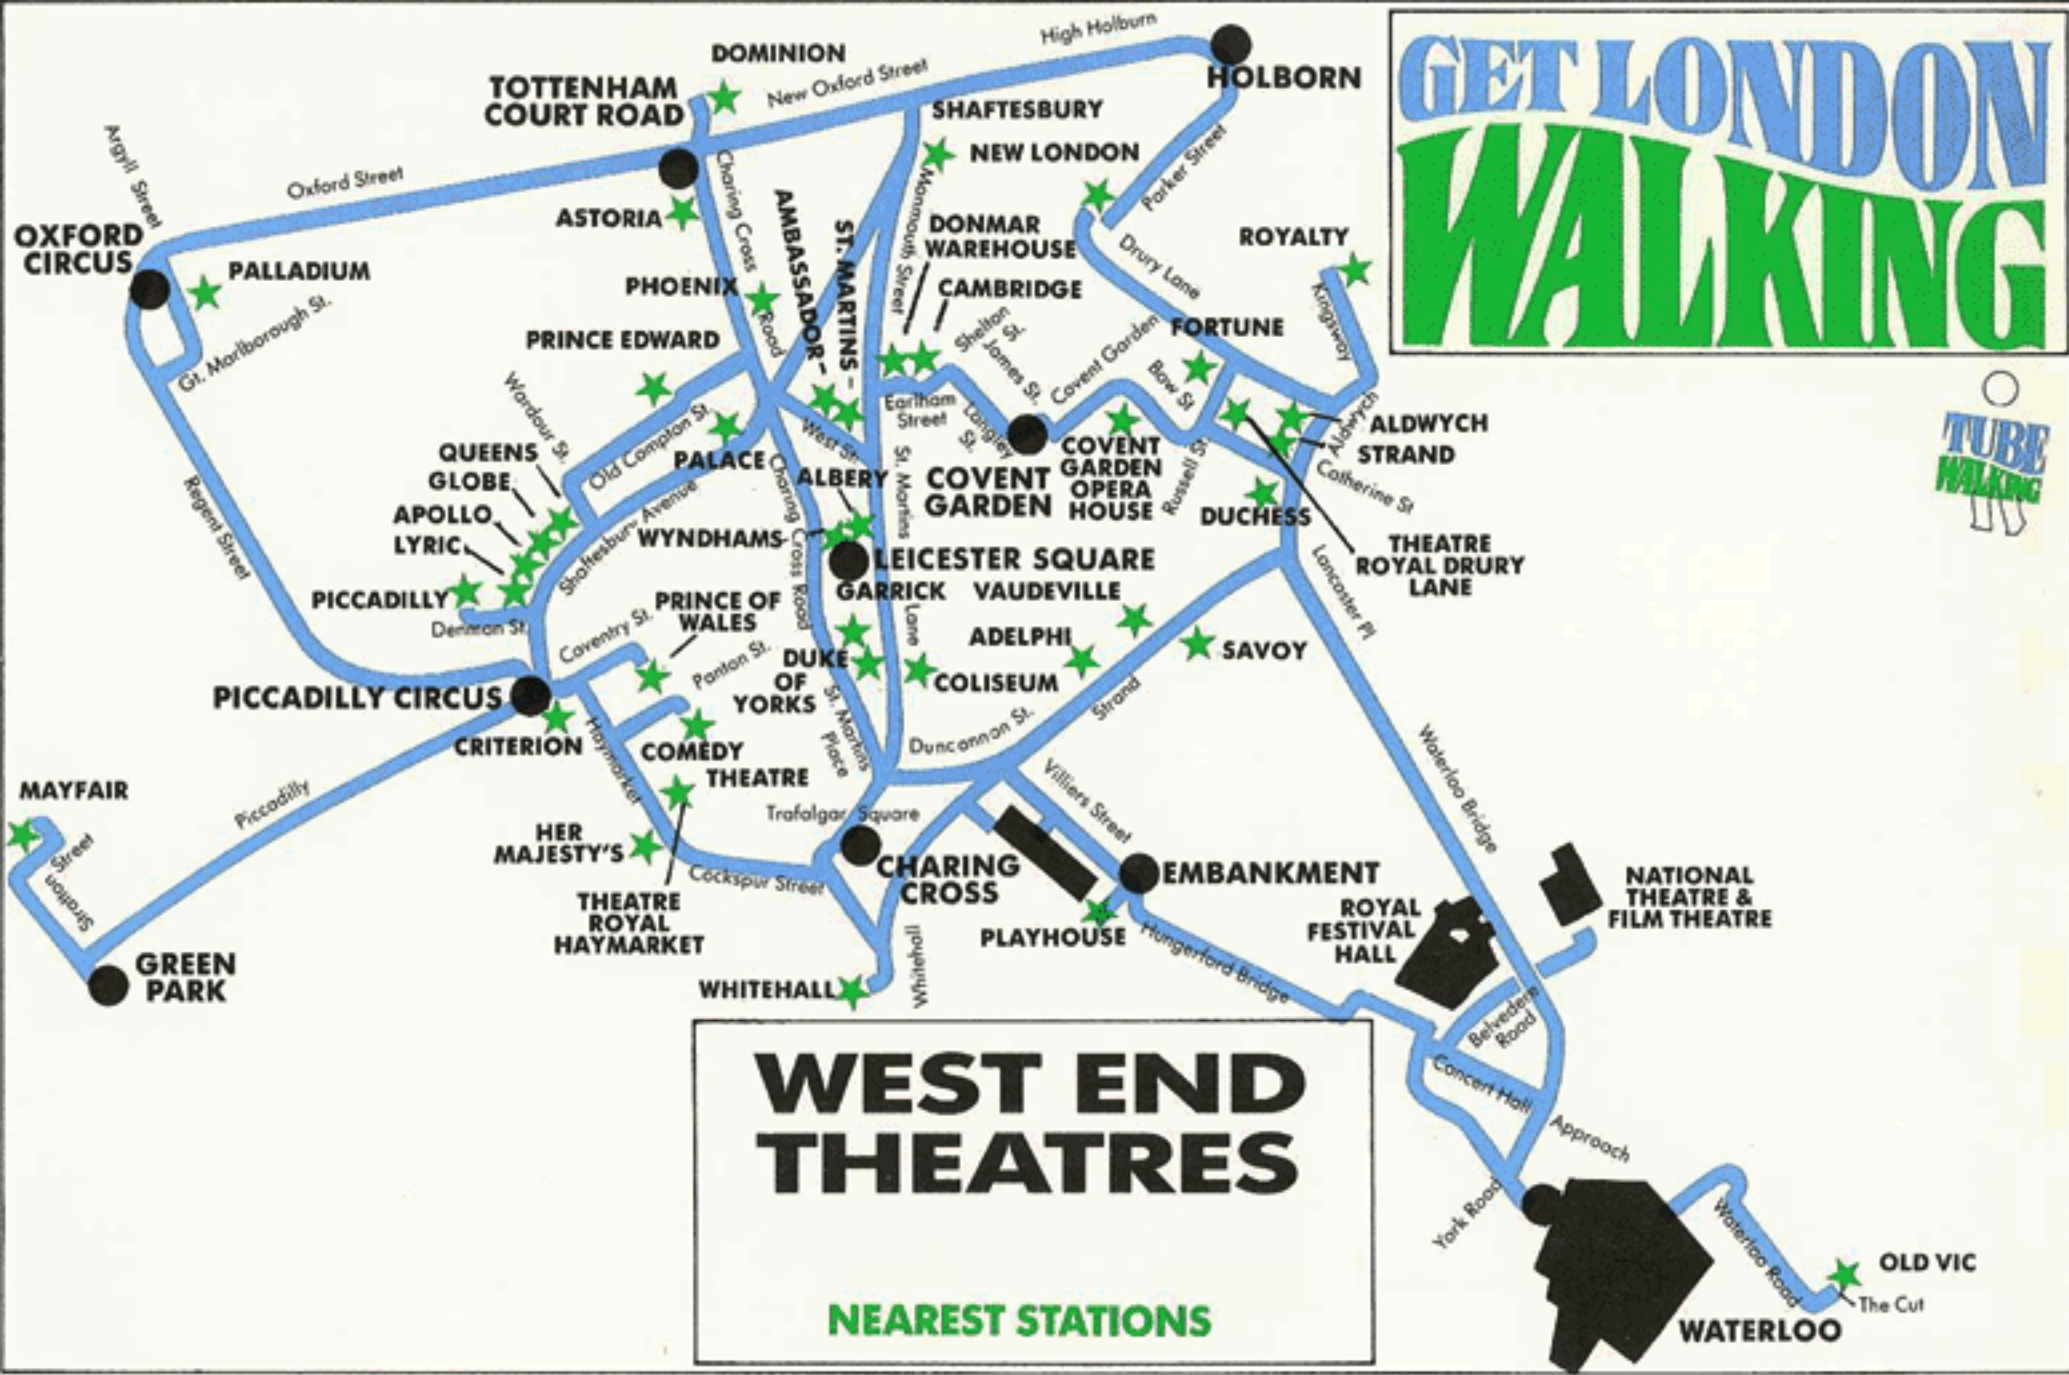 GET LONDON
WALKING
TUBE
WALKING
DOMINION
High Holburn
New Oxford Street
HOLBORN
TOTTENHAM
COURT ROAD
SHAFTESBURY
NEW LONDON
Argyll Street
Oxford Street
Charing Cross
Road
Parker Street
ASTORIA
AMBASSADOR
ST. MARTINS
Monmouth Street
DONMAR
WAREHOUSE
ROYALTY
OXFORD
CIRCUS
PALLADIUM
Drury Lane
Kingsway
PHOENIX
CAMBRIDGE
Gt. Marlborough St.
Shelton
St.
James St.
Covent Garden
FORTUNE
PRINCE EDWARD
Bow St
Wardour St.
Old Compton St.
Earlham
Street
Langley
St.
ALDWYCH
Aldwych
STRAND
QUEENS
PALACE
West St.
COVENT
GARDEN
COVENT
GARDEN
OPERA
HOUSE
Russell St.
Catherine St
GLOBE
ALBERY
St. Martins
Lane
DUCHESS
APOLLO
Shaftesbury Avenue
Charing Cross Road
LYRIC
WYNDHAMS
LEICESTER SQUARE
THEATRE
ROYAL DRURY
LANE
Regent Street
GARRICK
VAUDEVILLE
Lancaster Pl
PICCADILLY
Denman St.
PRINCE OF
WALES
Coventry St.
ADELPHI
SAVOY
Panton St.
DUKE
OF
YORKS
COLISEUM
Strand
PICCADILLY CIRCUS
St. Martins
Place
Duncannon St.
CRITERION
Haymarket
COMEDY
THEATRE
Waterloo Bridge
MAYFAIR
Piccadilly
Villiers Street
Trafalgar Square
HER
MAJESTY'S
Stratton
Street
Cockspur Street
CHARING
CROSS
EMBANKMENT
NATIONAL
THEATRE &
FILM THEATRE
THEATRE
ROYAL
HAYMARKET
ROYAL
FESTIVAL
HALL
PLAYHOUSE
Hungerford Bridge
GREEN
PARK
WHITEHALL
Whitehall
Belvedere
Road
WEST END
THEATRES
Concert Hall
Approach
York Road
Waterloo Road
OLD VIC
The Cut
NEAREST STATIONS
WATERLOO